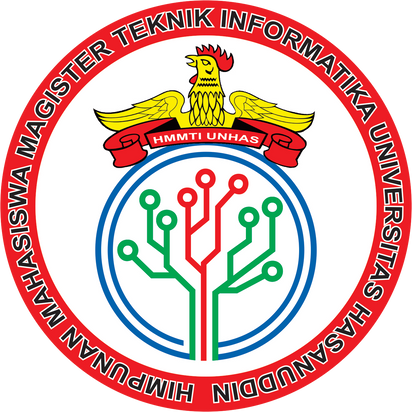 HIMPUNAN MAHASISWA MAGISTER TEKNIK INFORMATIKA UNIVERSITAS HASANUDDIN
HMMTI UNHAS